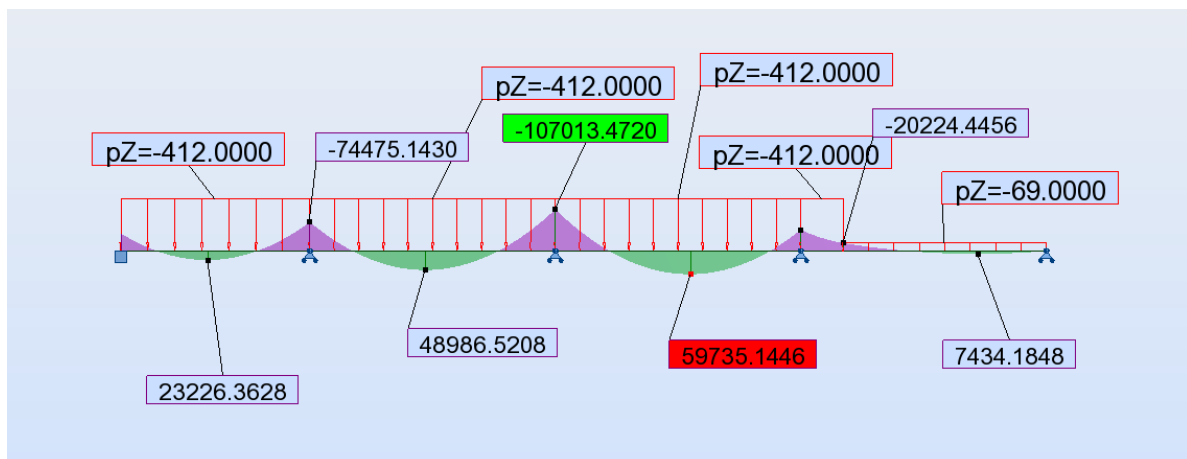 pZ=-412.0000
pZ=-412.0000
-107013.4720
-20224.4456
-74475.1430
pZ=-412.0000
pZ=-412.0000
pZ=-69.0000
48986.5208
59735.1446
7434.1848
23226.3628